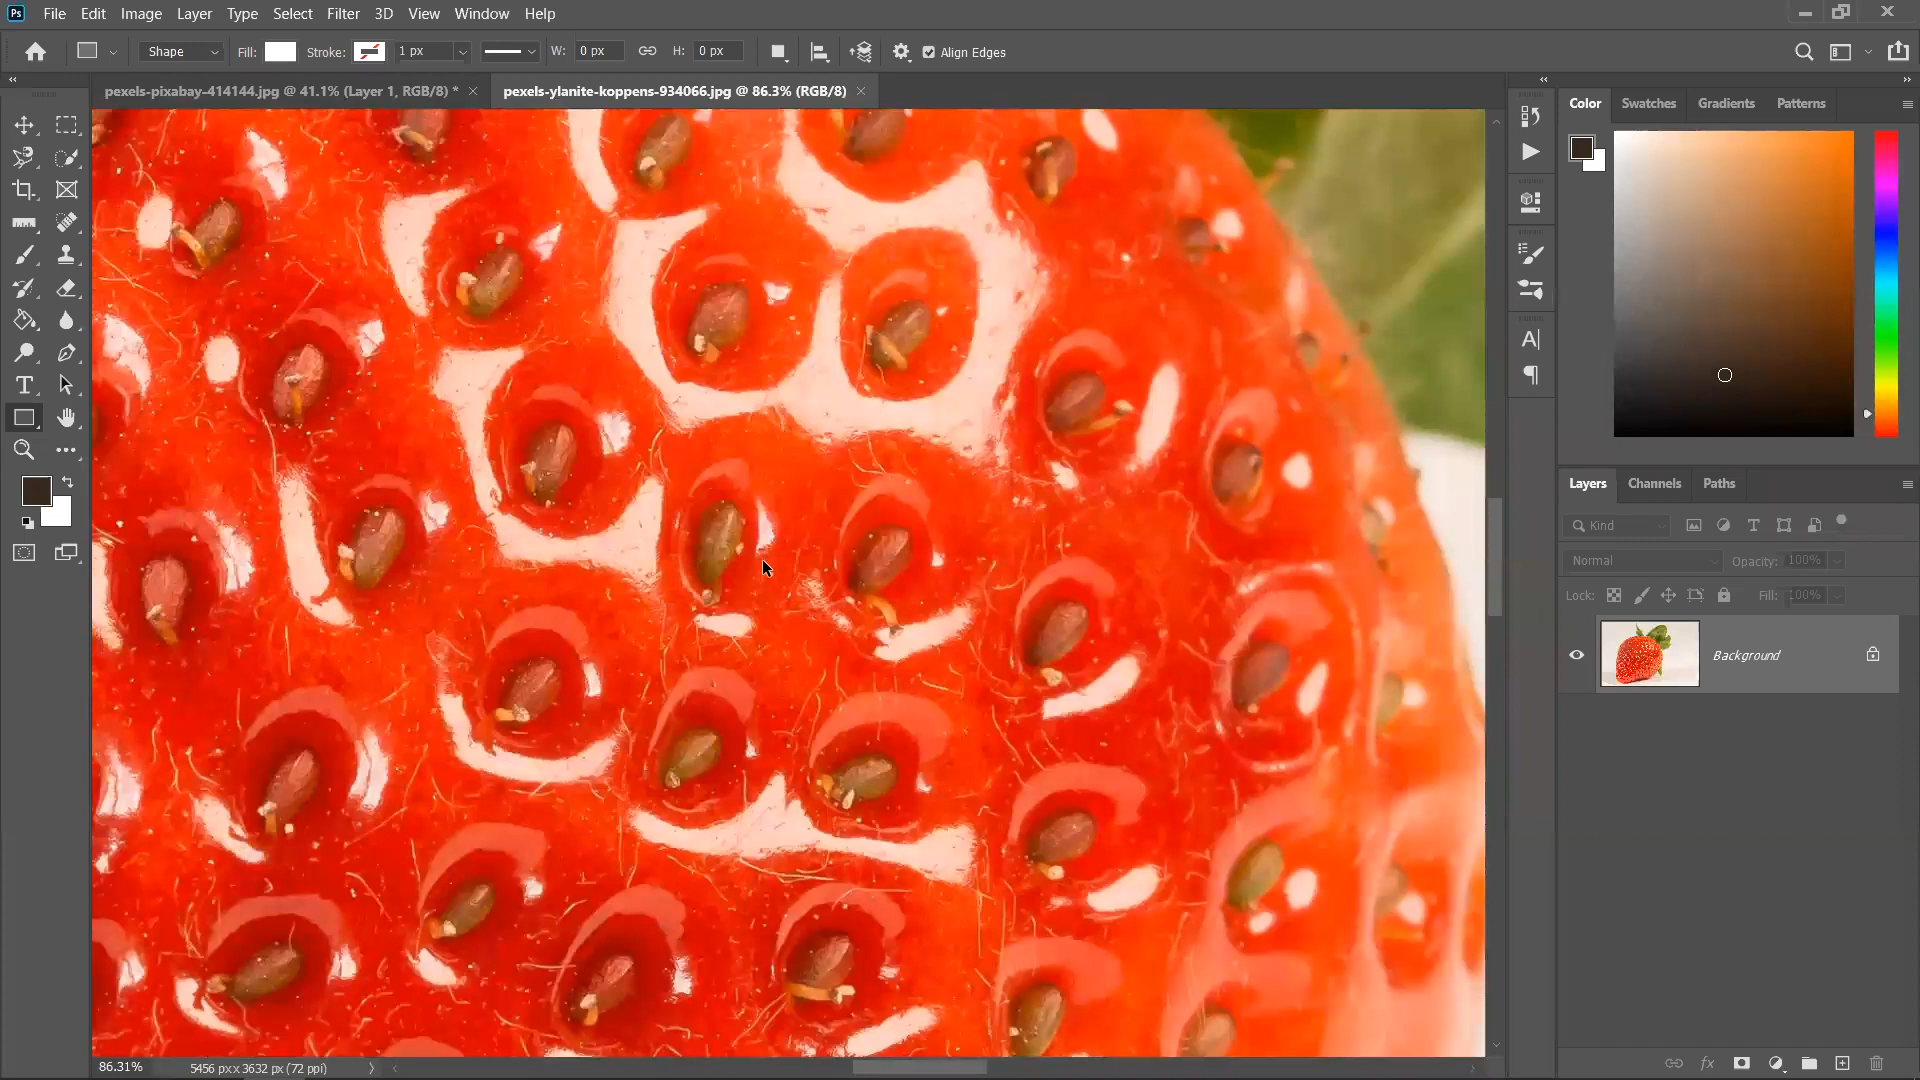 Ps File Edit Image Layer Type Select Filter 3D View Window Help
Shape Fill: Stroke: 1 px W: 0 px H: 0 px Align Edges
pexels-pixabay-414144.jpg @ 41.1% (Layer 1, RGB/8) * pexels-ylanite-koppens-934066.jpg @ 86.3% (RGB/8)
Color Swatches Gradients Patterns
Layers Channels Paths
Kind
Normal Opacity: 100%
Lock: Fill: 100%
Background
86.31% 5456 px x 3632 px (72 ppi)